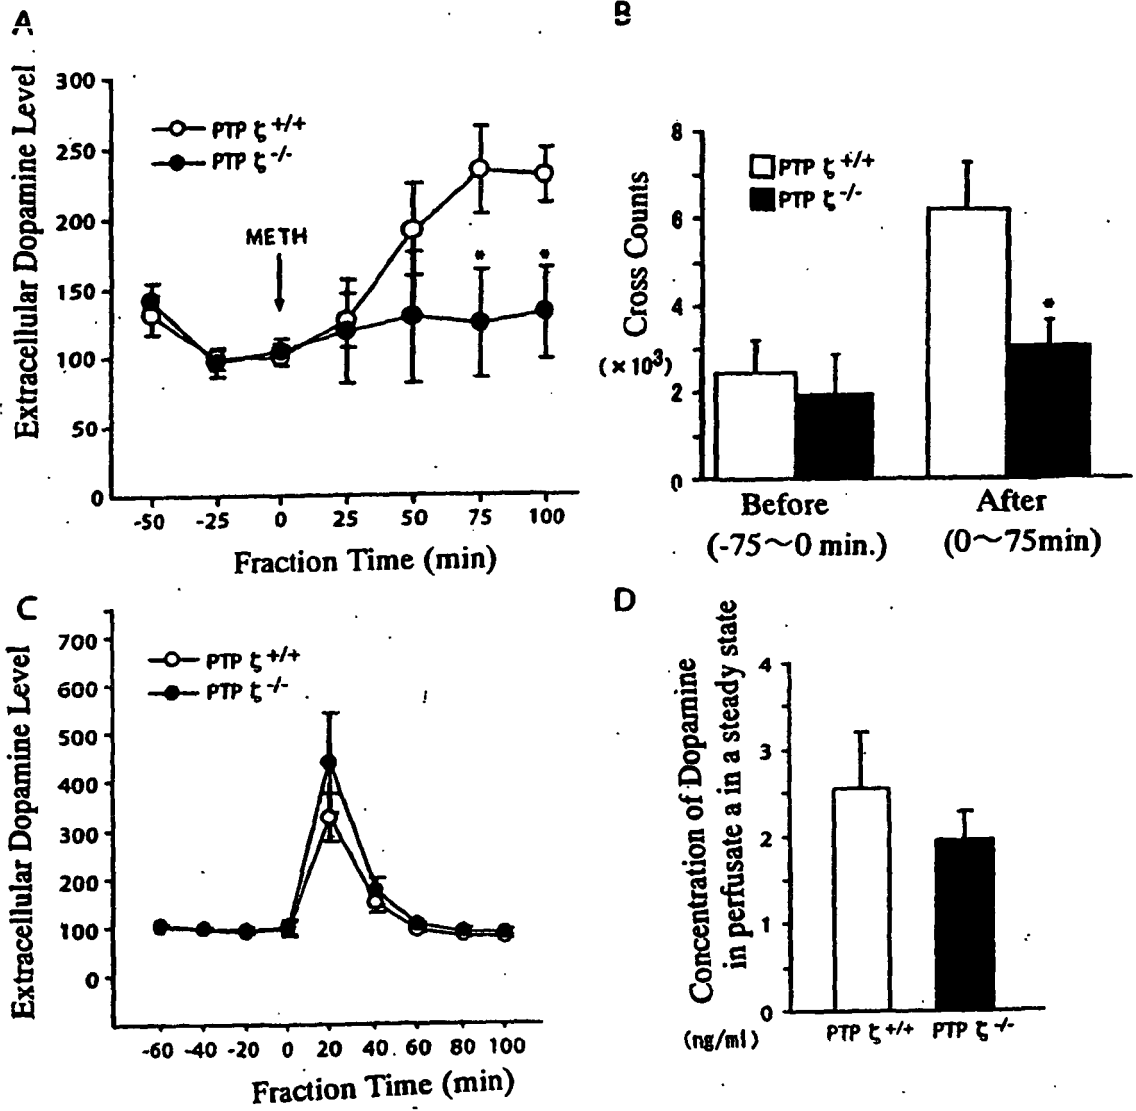 A
Extracellular Dopamine Level
300
250
200
150
100
50
0
PTP ζ +/+
PTP ζ -/-
METH
*
*
-50 -25 0 25 50 75 100
Fraction Time (min)
B
Cross Counts
(×10³)
8
6
4
2
0
PTP ζ +/+
PTP ζ -/-
*
Before After
(-75～0 min.) (0～75min)
C
Extracellular Dopamine Level
700
600
500
400
300
200
100
0
PTP ζ +/+
PTP ζ -/-
-60 -40 -20 0 20 40 60 80 100
Fraction Time (min)
D
Concentration of Dopamine
in perfusate a in a steady state
(ng/ml)
4
3
2
1
0
PTP ζ +/+ PTP ζ -/-